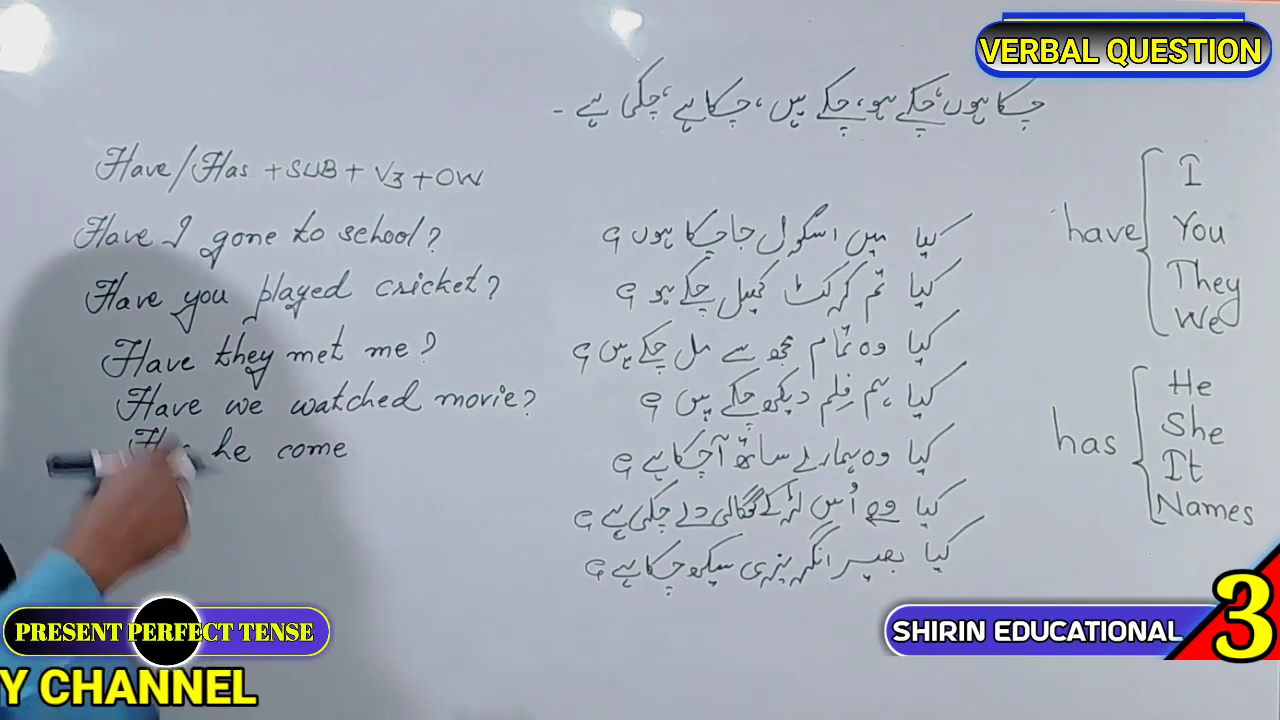 VERBAL QUESTION
چکا ہوں، چکے ہو، چکے ہیں، چکا ہے، چکی ہے ۔
Have/Has +SUB+ V3+OW
Have I gone to school?
Have you played cricket?
Have they met me?
Have we watched movie?
he come
کیا میں اسکول جا چکا ہوں ؟
کیا تم کرکٹ کھیل چکے ہو ؟
کیا وہ تمام مجھ سے مل چکے ہیں ؟
کیا ہم فِلم دیکھ چکے ہیں ؟
کیا وہ ہمارے ساتھ آ چکا ہے ؟
کیا وہ اُس لڑکے گالی دے چکی ہے ؟
کیا انگریزی سیکھ چکا ہے ؟
have
I
You
They
We
has
He
She
It
Names
PRESENT PERFECT TENSE
SHIRIN EDUCATIONAL
3
Y CHANNEL